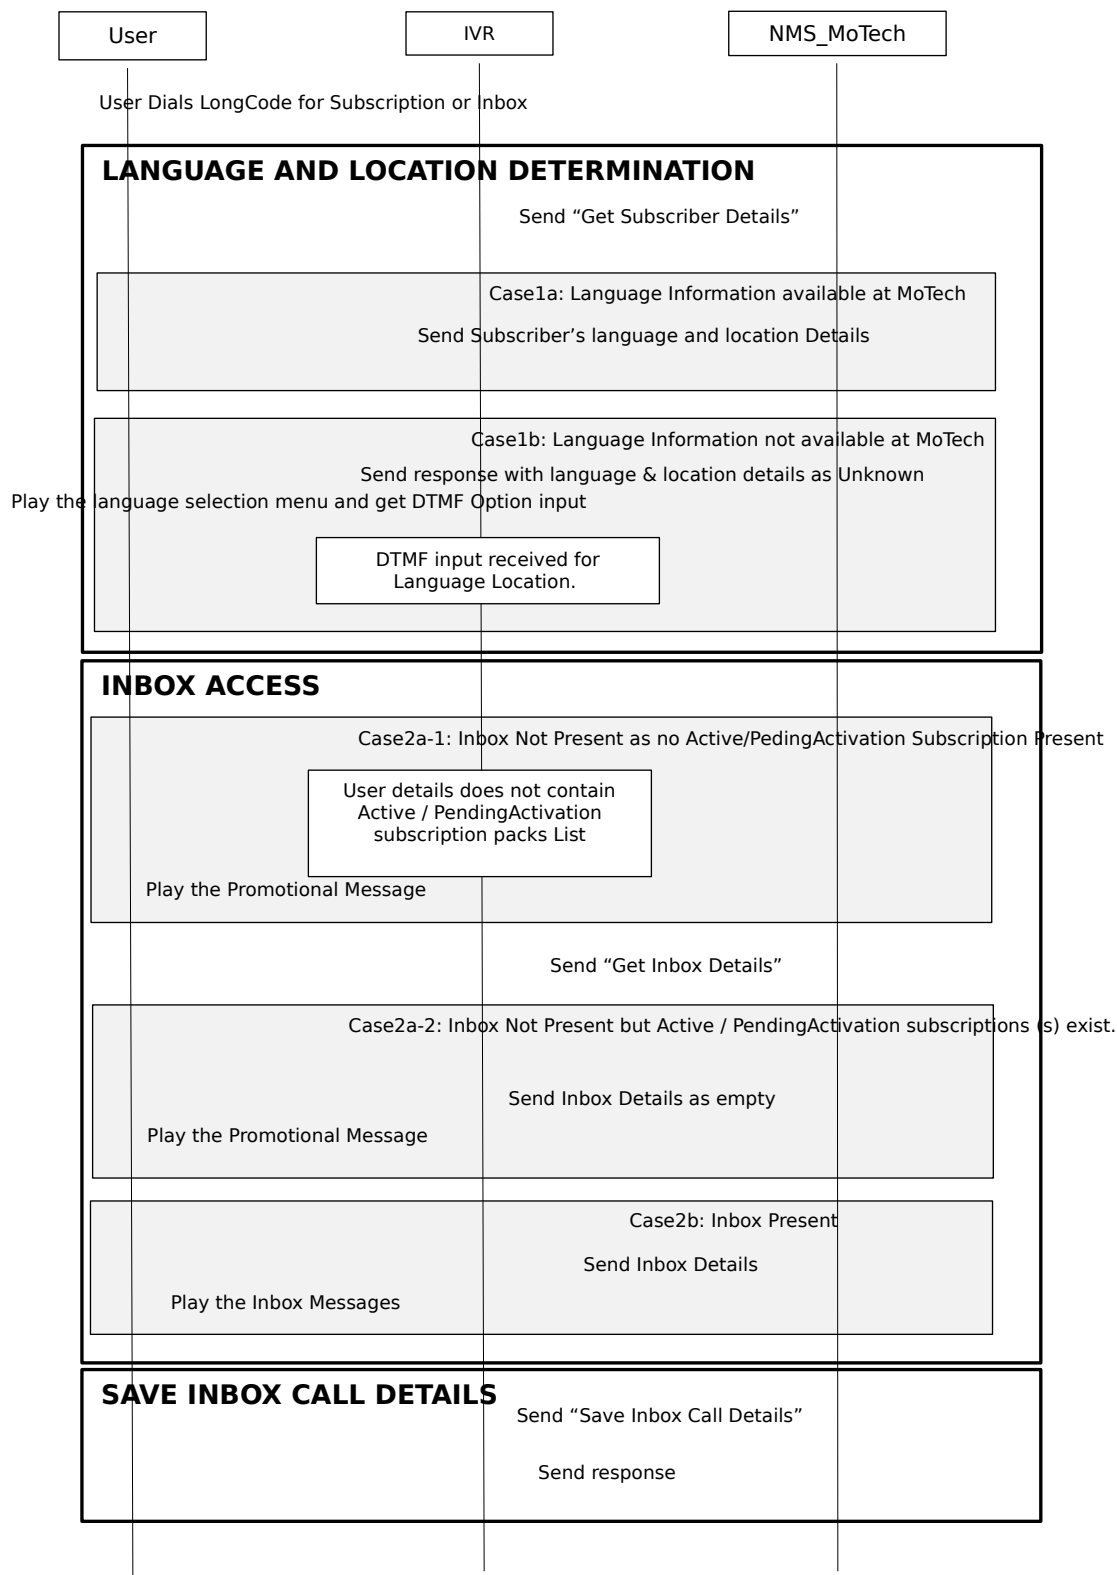 User
IVR
NMS_MoTech
User Dials LongCode for Subscription or Inbox
LANGUAGE AND LOCATION DETERMINATION
Send “Get Subscriber Details”
Case1a: Language Information available at MoTech
Send Subscriber’s language and location Details
Case1b: Language Information not available at MoTech
Send response with language & location details as Unknown
Play the language selection menu and get DTMF Option input
DTMF input received for
Language Location.
INBOX ACCESS
Case2a-1: Inbox Not Present as no Active/PedingActivation Subscription Present
User details does not contain
Active / PendingActivation
subscription packs List
Play the Promotional Message
Send “Get Inbox Details”
Case2a-2: Inbox Not Present but Active / PendingActivation subscriptions (s) exist.
Send Inbox Details as empty
Play the Promotional Message
Case2b: Inbox Present
Send Inbox Details
Play the Inbox Messages
SAVE INBOX CALL DETAILS
Send “Save Inbox Call Details”
Send response